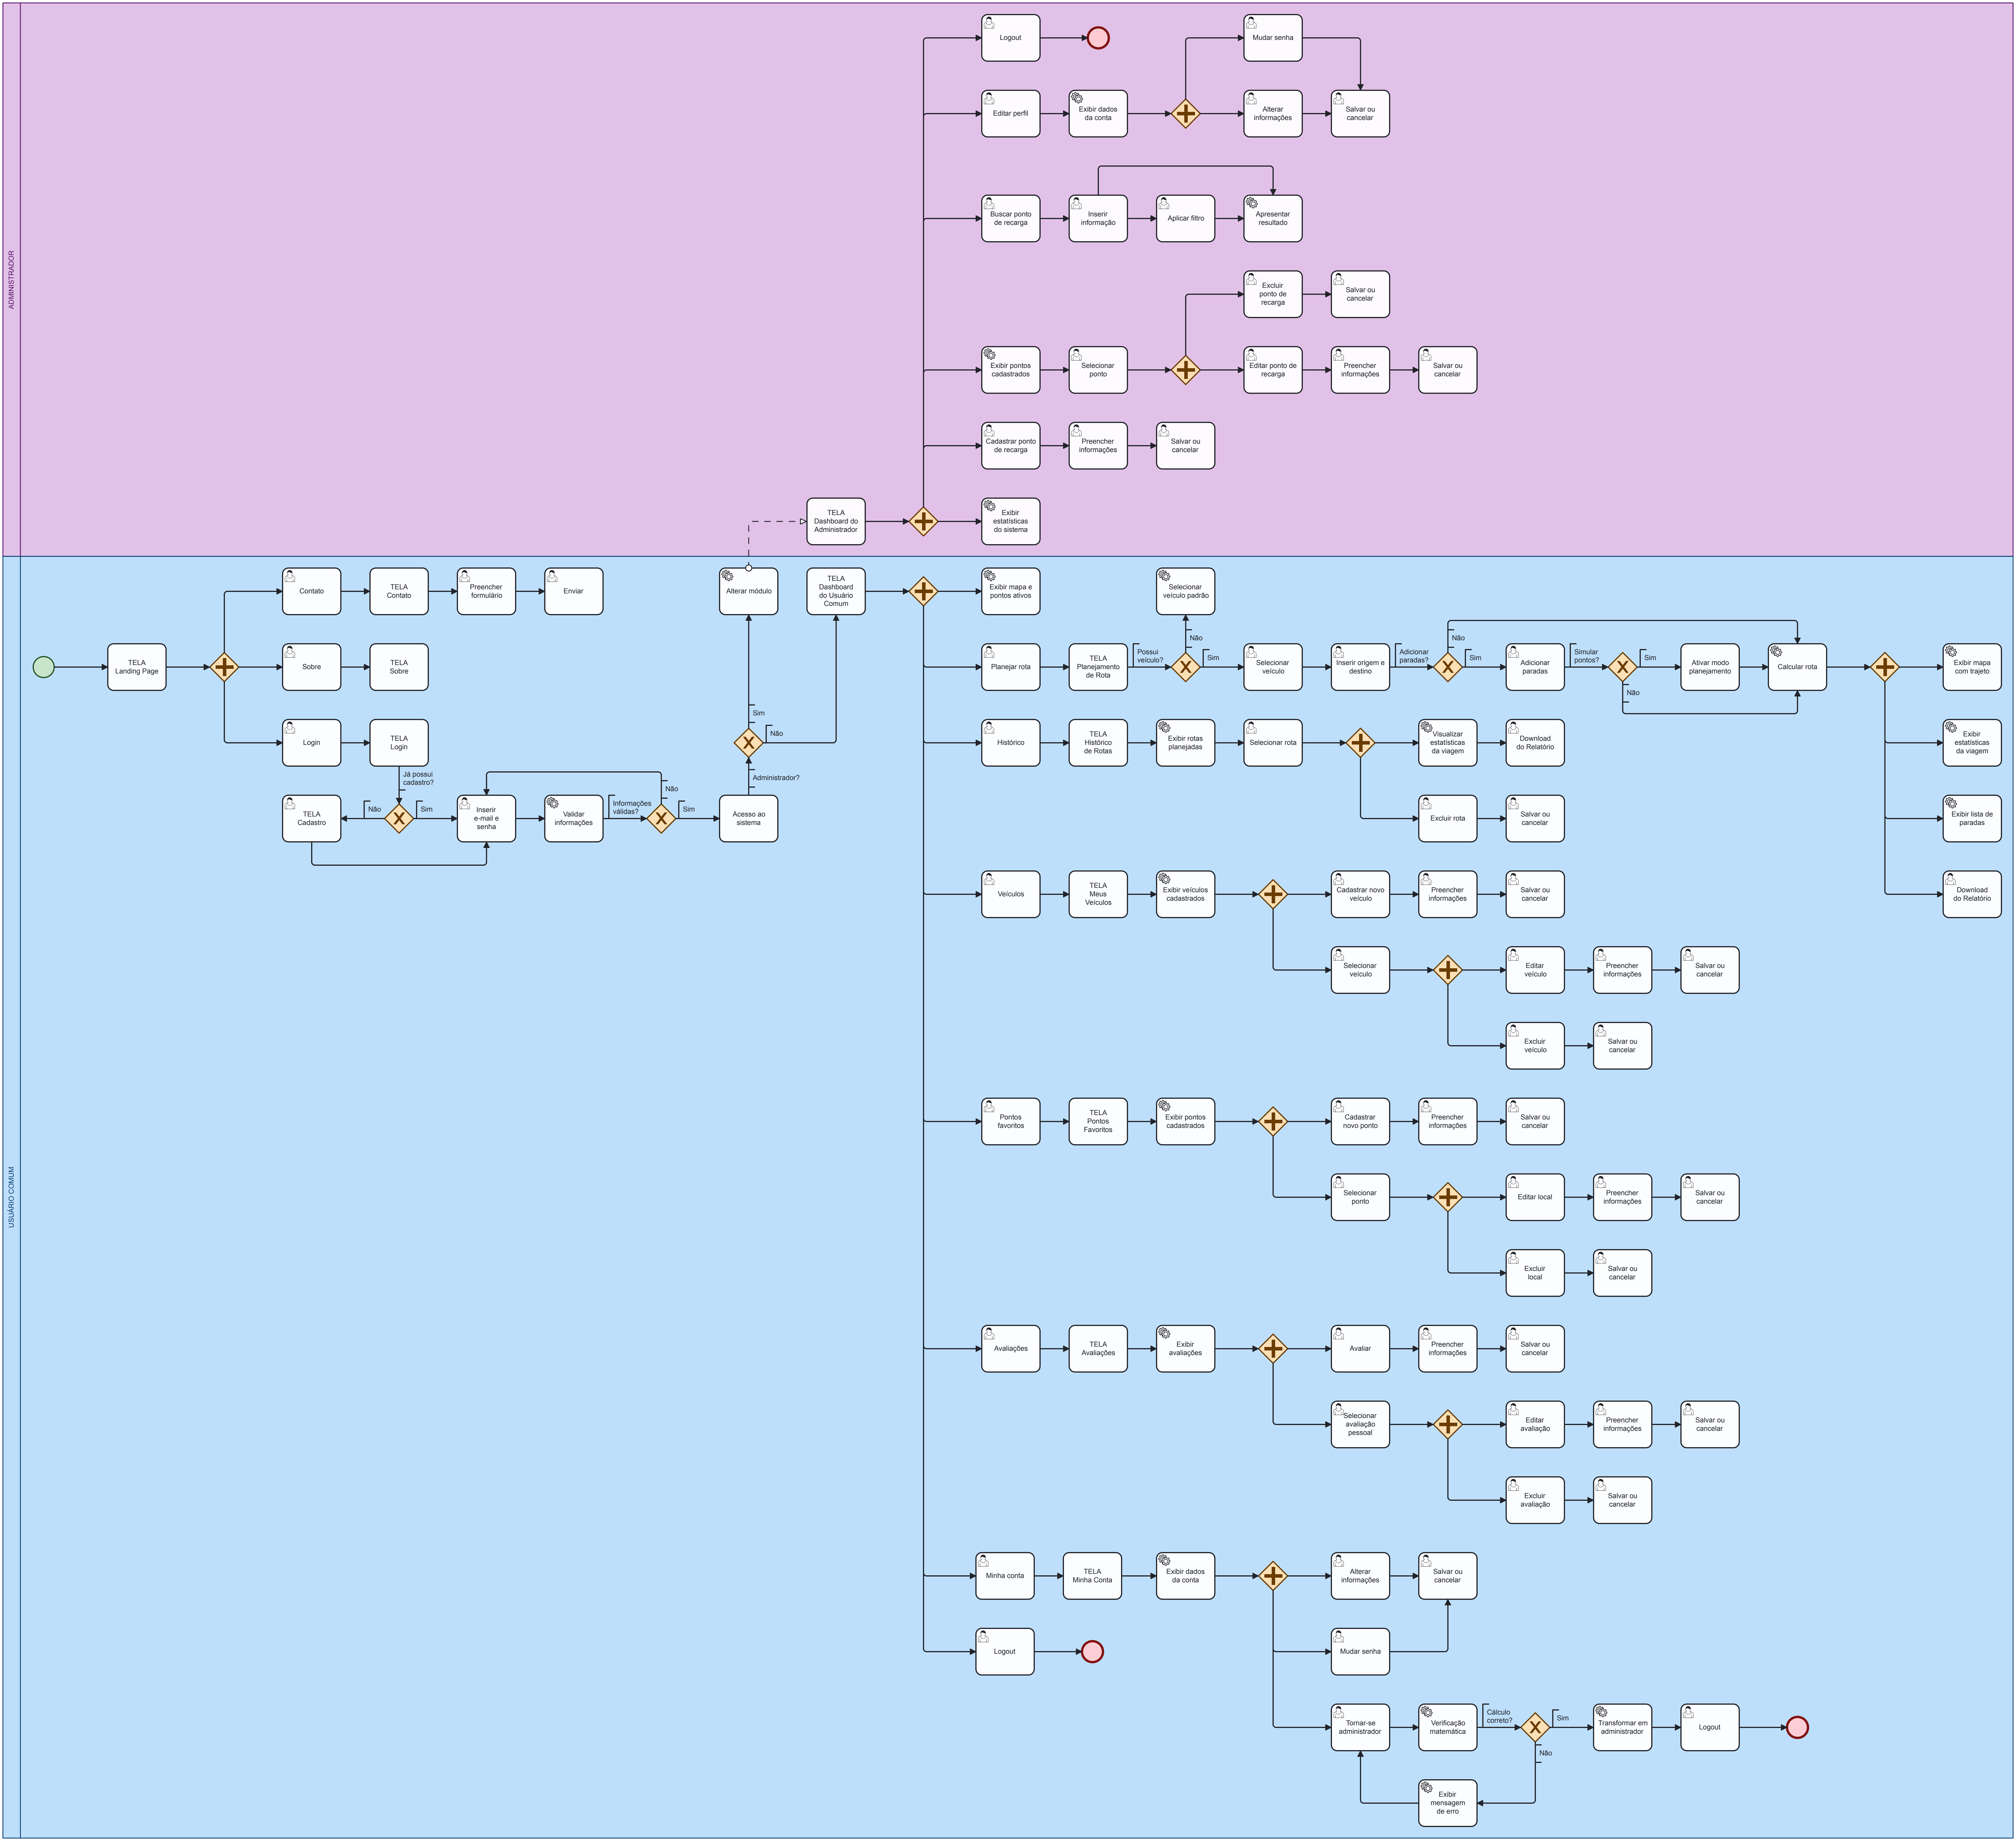 ADMINISTRADOR
Logout
Mudar senha
Editar perfil
Exibir dados
da conta
Alterar
informações
Salvar ou
cancelar
Buscar ponto
de recarga
Inserir
informação
Aplicar filtro
Apresentar
resultado
Excluir
ponto de
recarga
Salvar ou
cancelar
Exibir pontos
cadastrados
Selecionar
ponto
Editar ponto de
recarga
Preencher
informações
Salvar ou
cancelar
Cadastrar ponto
de recarga
Preencher
informações
Salvar ou
cancelar
TELA
Dashboard do
Administrador
Exibir
estatísticas
do sistema
USUÁRIO COMUM
Contato
TELA
Contato
Preencher
formulário
Enviar
Alterar módulo
TELA
Dashboard
do Usuário
Comum
Exibir mapa e
pontos ativos
Selecionar
veículo padrão
TELA
Landing Page
Sobre
TELA
Sobre
Planejar rota
TELA
Planejamento
de Rota
Possui
veículo?
Não
Sim
Selecionar
veículo
Inserir origem e
destino
Adicionar
paradas?
Não
Sim
Adicionar
paradas
Simular
pontos?
Sim
Não
Ativar modo
planejamento
Calcular rota
Exibir mapa
com trajeto
Login
TELA
Login
Sim
Não
Histórico
TELA
Histórico
de Rotas
Exibir rotas
planejadas
Selecionar rota
Visualizar
estatísticas
da viagem
Download
do Relatório
Exibir
estatísticas
da viagem
Já possui
cadastro?
Não
Sim
TELA
Cadastro
Inserir
e-mail e
senha
Validar
informações
Informações
válidas?
Não
Sim
Acesso ao
sistema
Administrador?
Excluir rota
Salvar ou
cancelar
Exibir lista de
paradas
Veículos
TELA
Meus
Veículos
Exibir veículos
cadastrados
Cadastrar novo
veículo
Preencher
informações
Salvar ou
cancelar
Download
do Relatório
Selecionar
veículo
Editar
veículo
Preencher
informações
Salvar ou
cancelar
Excluir
veículo
Salvar ou
cancelar
Pontos
favoritos
TELA
Pontos
Favoritos
Exibir pontos
cadastrados
Cadastrar
novo ponto
Preencher
informações
Salvar ou
cancelar
Selecionar
ponto
Editar local
Preencher
informações
Salvar ou
cancelar
Excluir
local
Salvar ou
cancelar
Avaliações
TELA
Avaliações
Exibir
avaliações
Avaliar
Preencher
informações
Salvar ou
cancelar
Selecionar
avaliação
pessoal
Editar
avaliação
Preencher
informações
Salvar ou
cancelar
Excluir
avaliação
Salvar ou
cancelar
Minha conta
TELA
Minha Conta
Exibir dados
da conta
Alterar
informações
Salvar ou
cancelar
Logout
Mudar senha
Tornar-se
administrador
Verificação
matemática
Cálculo
correto?
Sim
Não
Transformar em
administrador
Logout
Exibir
mensagem
de erro